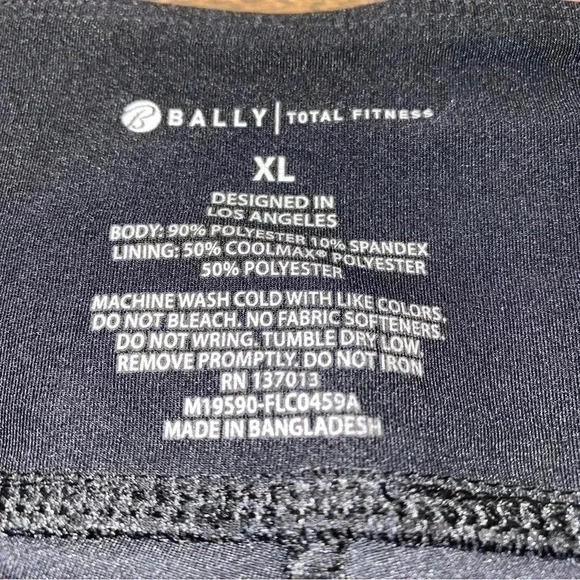 B BALLY | TOTAL FITNESS
XL
DESIGNED IN
LOS ANGELES
BODY: 90% POLYESTER 10% SPANDEX
LINING: 50% COOLMAX® POLYESTER
50% POLYESTER
MACHINE WASH COLD WITH LIKE COLORS.
DO NOT BLEACH. NO FABRIC SOFTENERS.
DO NOT WRING. TUMBLE DRY LOW.
REMOVE PROMPTLY. DO NOT IRON
RN 137013
M19590-FLC0459A
MADE IN BANGLADESH